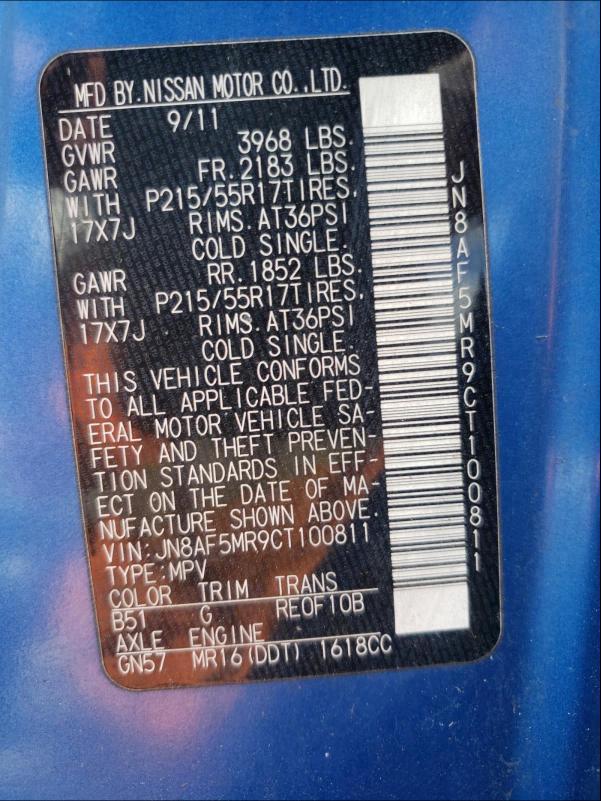 MFD BY NISSAN MOTOR CO.,LTD.
DATE 9/11
GVWR 3968 LBS.
GAWR FR. 2183 LBS.
WITH P215/55R17TIRES,
17X7J RIMS. AT36PSI
COLD SINGLE.
GAWR RR. 1852 LBS.
WITH P215/55R17TIRES,
17X7J RIMS. AT36PSI
COLD SINGLE.
THIS VEHICLE CONFORMS
TO ALL APPLICABLE FED-
ERAL MOTOR VEHICLE SA-
FETY AND THEFT PREVEN-
TION STANDARDS IN EFF-
ECT ON THE DATE OF MA-
NUFACTURE SHOWN ABOVE.
VIN:JN8AF5MR9CT100811
TYPE:MPV
COLOR TRIM TRANS
B51 G REOF10B
AXLE ENGINE
GN57 MR16(DDT) 1618CC
JN8AF5MR9CT100811